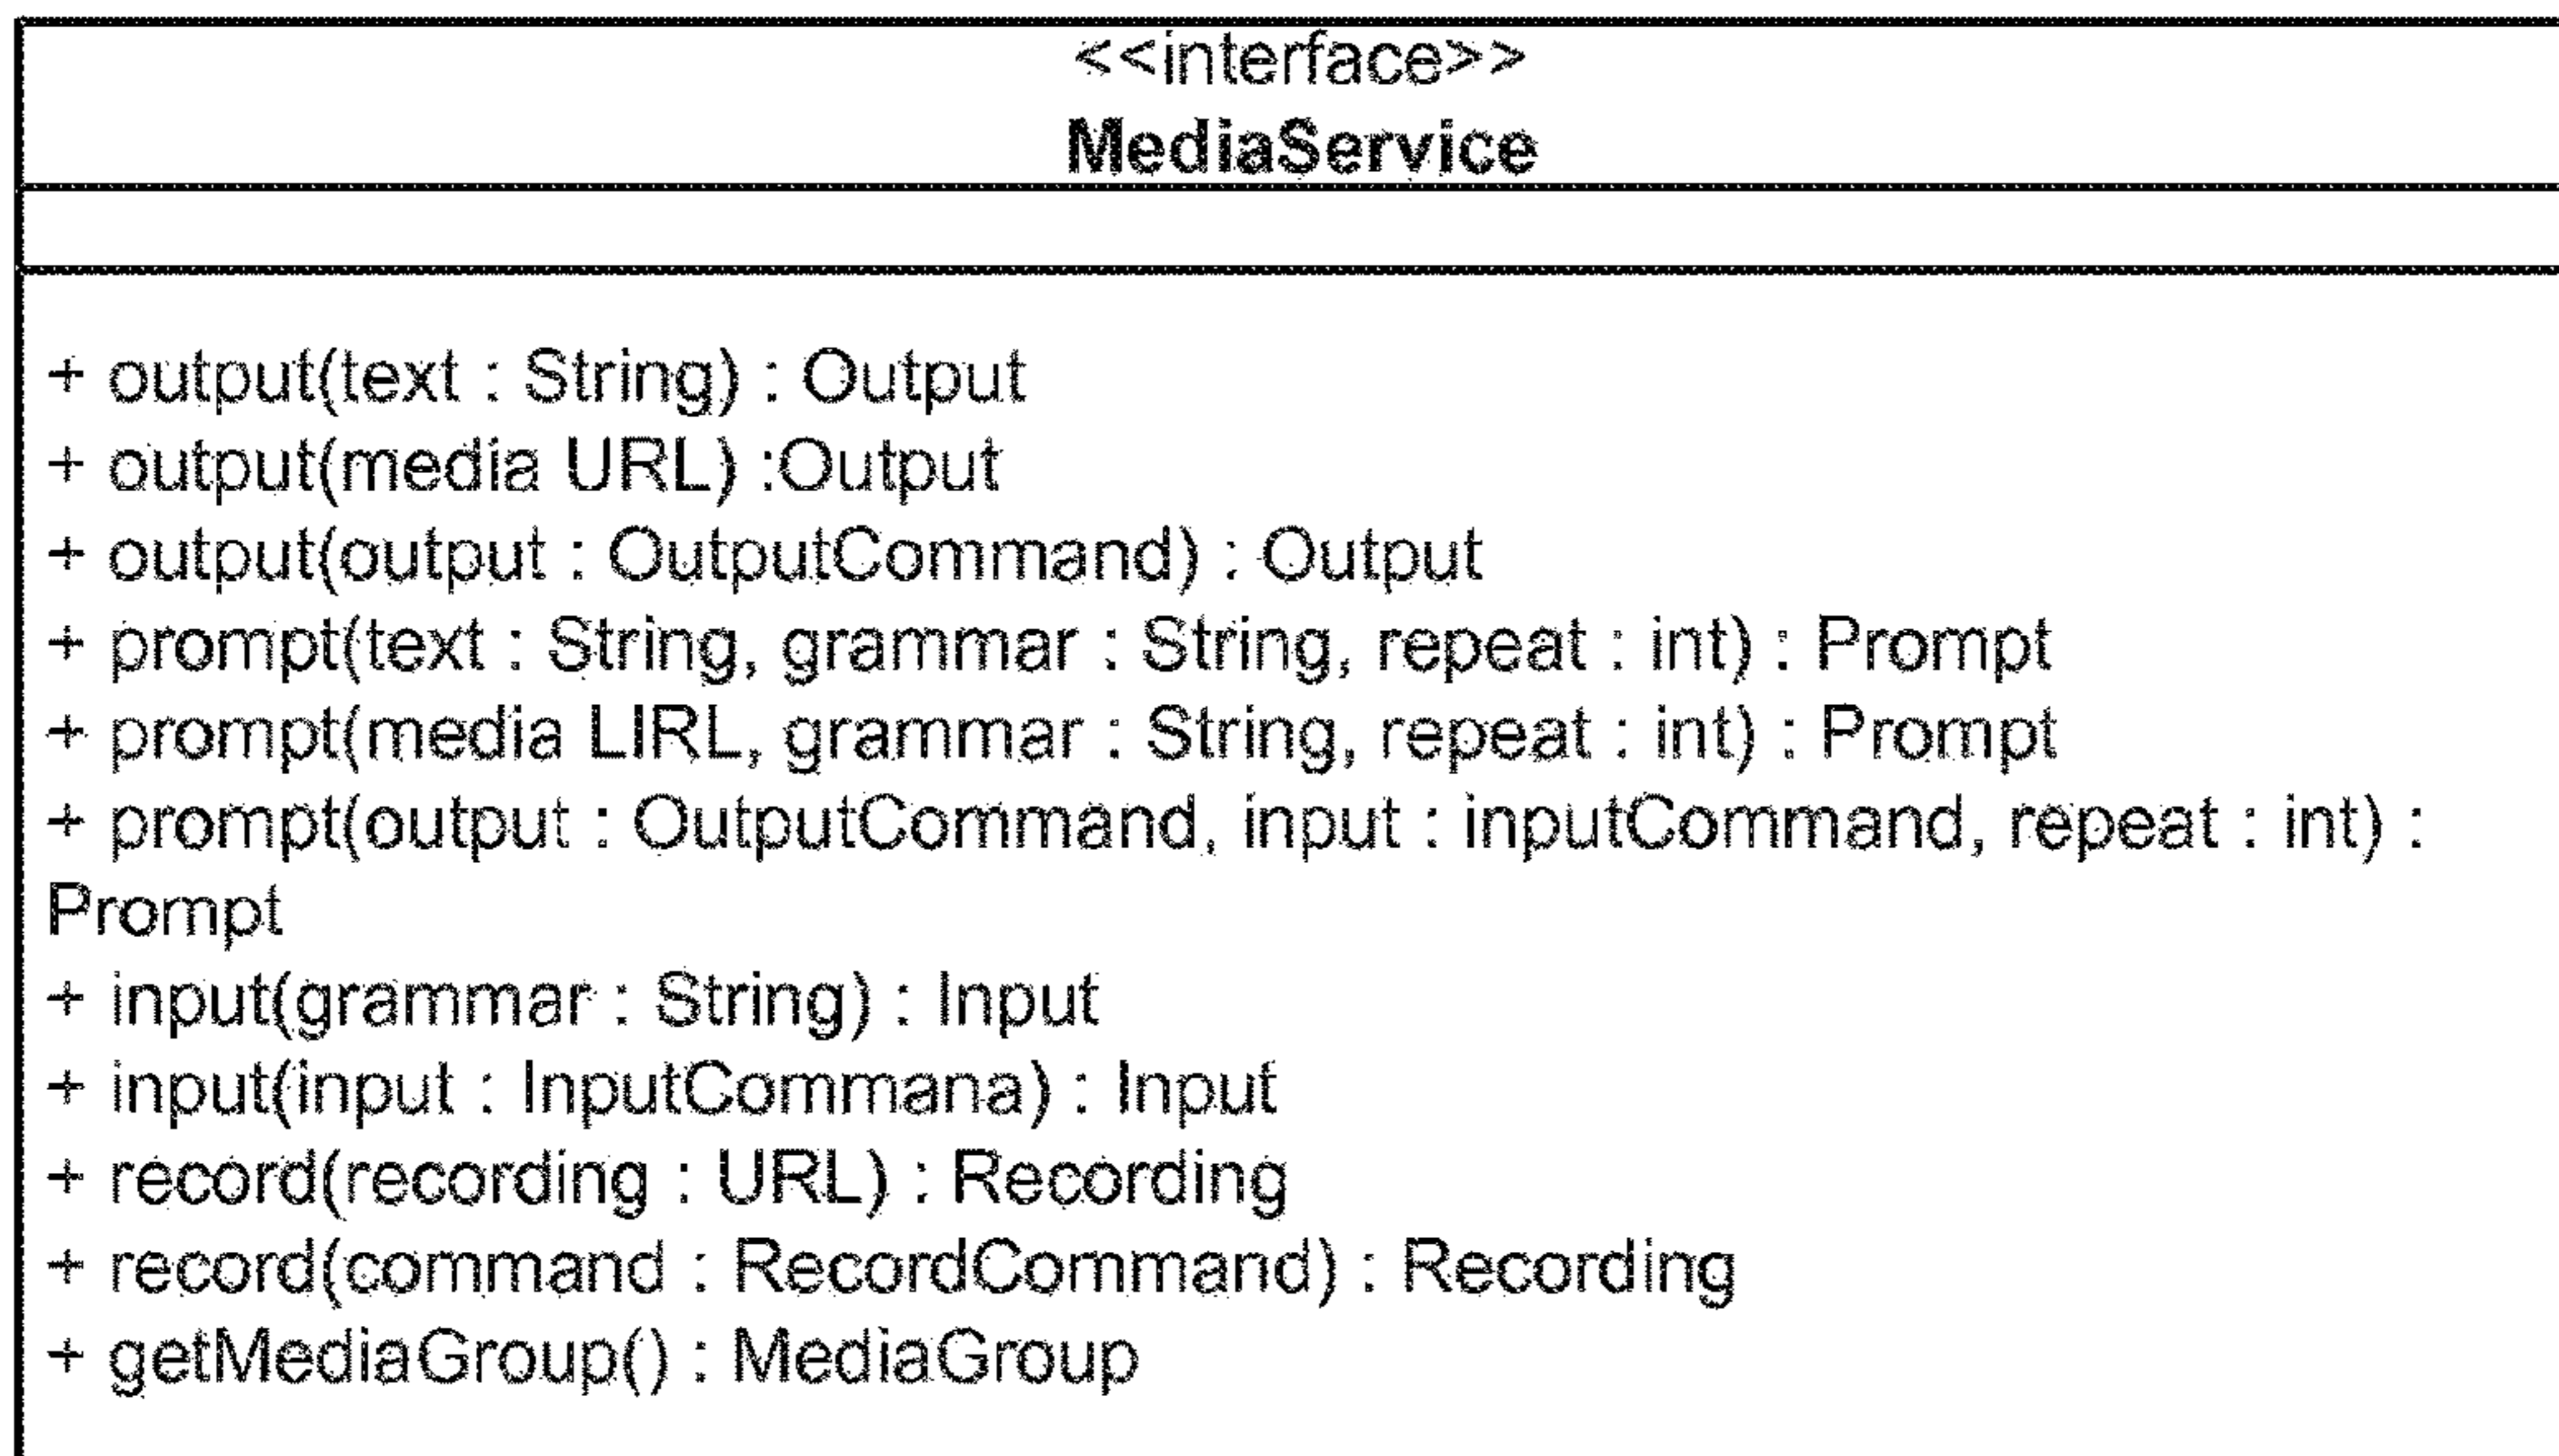 <<interface>>
MediaService
+ output(text : String) : Output
+ output(media URL) :Output
+ output(output : OutputCommand) : Output
+ prompt(text : String, grammar : String, repeat : int) : Prompt
+ prompt(media LIRL, grammar : String, repeat : int) : Prompt
+ prompt(output : OutputCommand, input : inputCommand, repeat : int) :
Prompt
+ input(grammar : String) : Input
+ input(input : InputCommana) : Input
+ record(recording : URL) : Recording
+ record(command : RecordCommand) : Recording
+ getMediaGroup() : MediaGroup